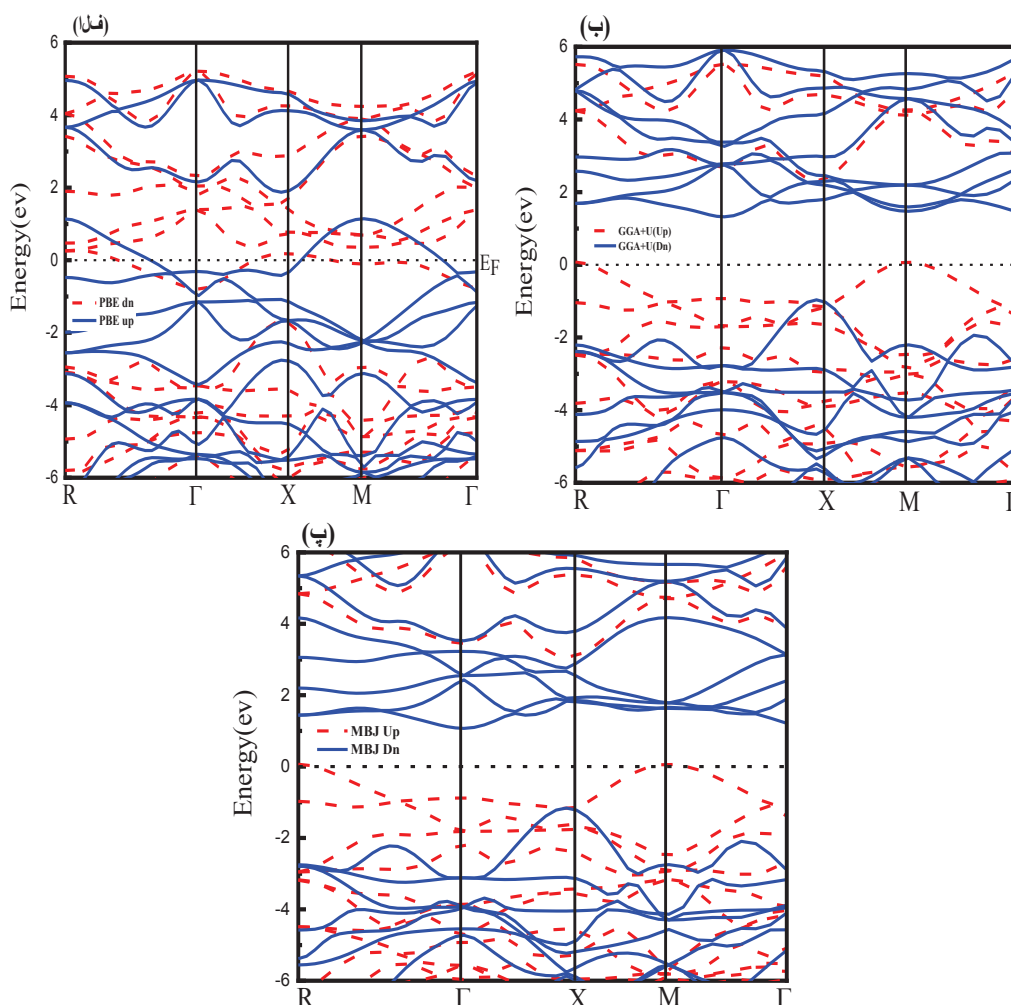 (الف)
6
4
2
0
-2
-4
-6
Energy(ev)
E_F
PBE dn
PBE up
R Γ X M Γ
(ب)
6
4
2
0
-2
-4
-6
Energy(ev)
GGA+U(Up)
GGA+U(Dn)
R Γ X M Γ
(پ)
6
4
2
0
-2
-4
-6
Energy(ev)
MBJ Up
MBJ Dn
R Γ X M Γ